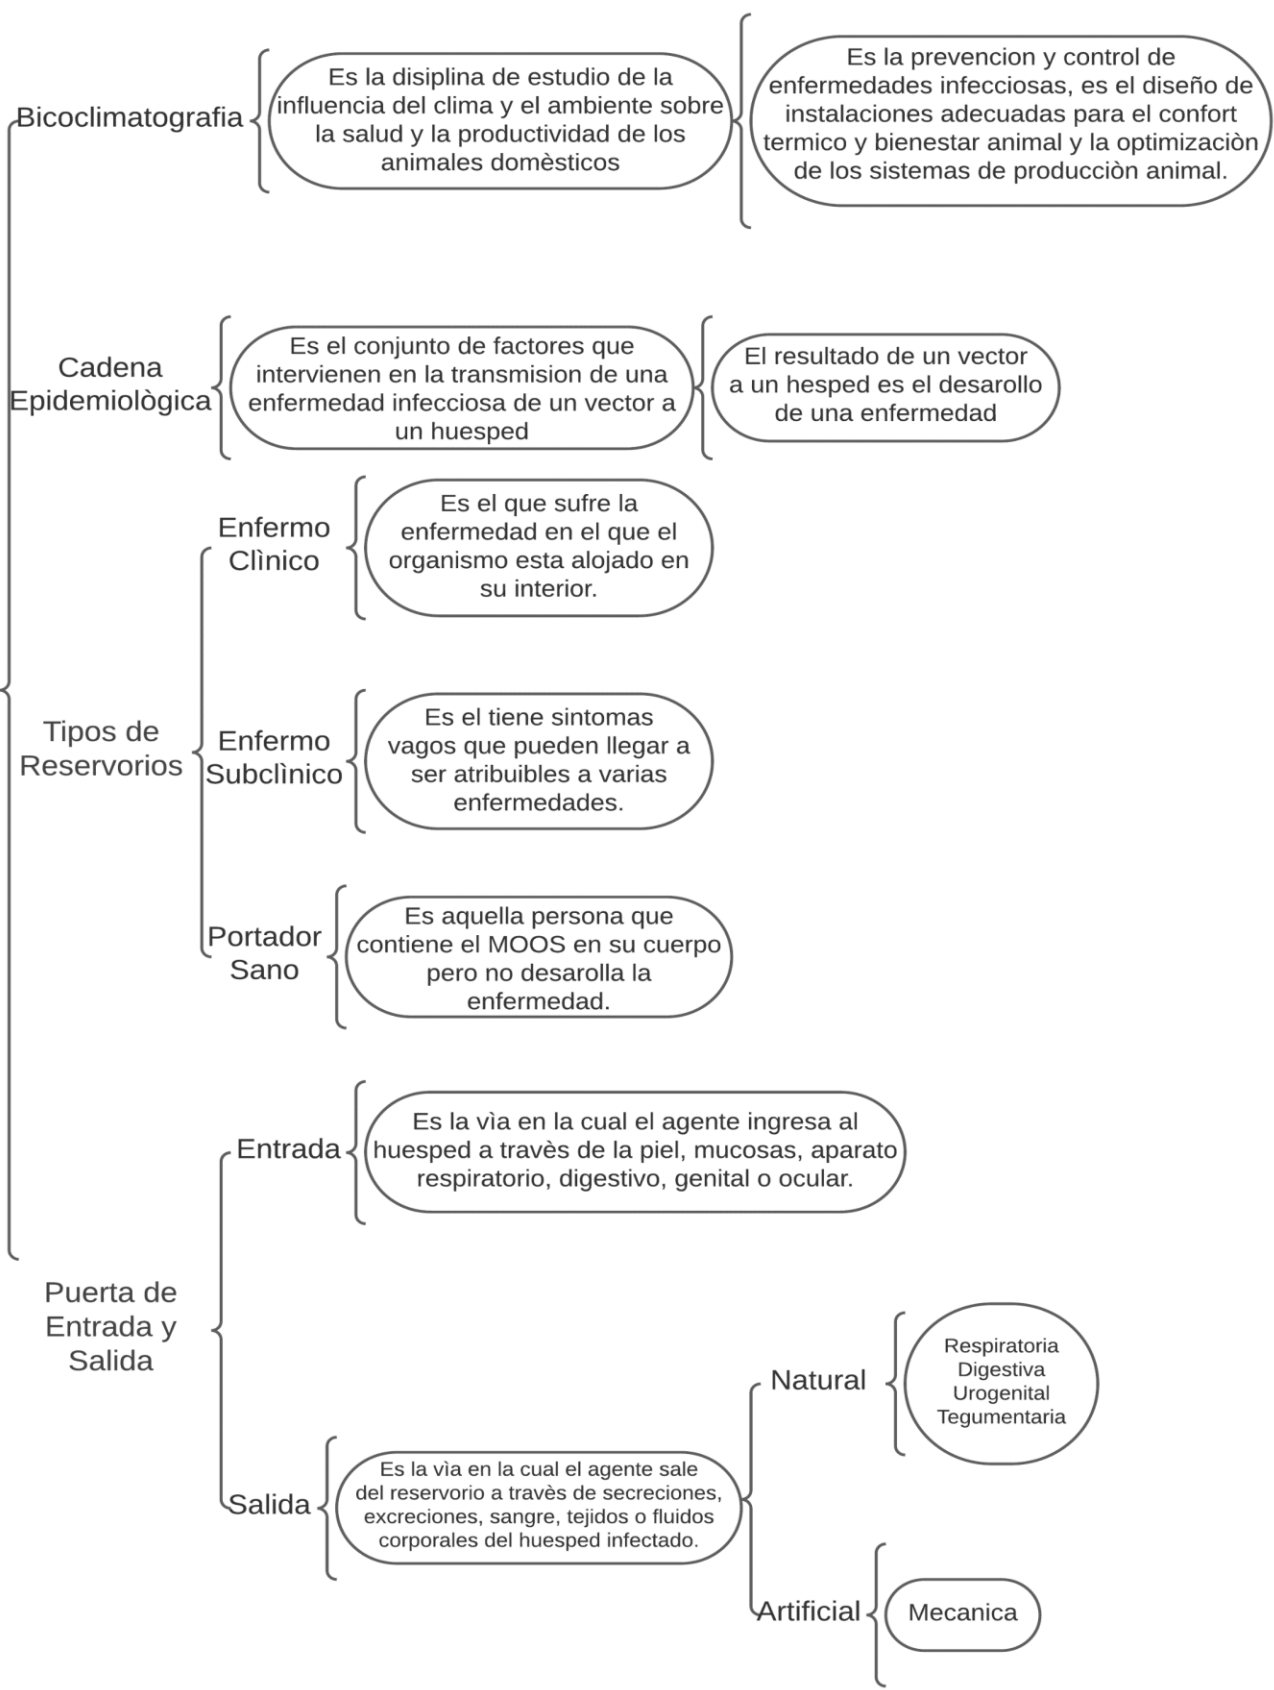 Bicoclimatografia
Es la disiplina de estudio de la
influencia del clima y el ambiente sobre
la salud y la productividad de los
animales domèsticos
Es la prevencion y control de
enfermedades infecciosas, es el diseño de
instalaciones adecuadas para el confort
termico y bienestar animal y la optimizaciòn
de los sistemas de producciòn animal.
Cadena
Epidemiològica
Es el conjunto de factores que
intervienen en la transmision de una
enfermedad infecciosa de un vector a
un huesped
El resultado de un vector
a un hesped es el desarollo
de una enfermedad
Tipos de
Reservorios
Enfermo
Clìnico
Es el que sufre la
enfermedad en el que el
organismo esta alojado en
su interior.
Enfermo
Subclìnico
Es el tiene sintomas
vagos que pueden llegar a
ser atribuibles a varias
enfermedades.
Portador
Sano
Es aquella persona que
contiene el MOOS en su cuerpo
pero no desarolla la
enfermedad.
Puerta de
Entrada y
Salida
Entrada
Es la vìa en la cual el agente ingresa al
huesped a travès de la piel, mucosas, aparato
respiratorio, digestivo, genital o ocular.
Salida
Es la vìa en la cual el agente sale
del reservorio a travès de secreciones,
excreciones, sangre, tejidos o fluidos
corporales del huesped infectado.
Natural
Respiratoria
Digestiva
Urogenital
Tegumentaria
Artificial
Mecanica